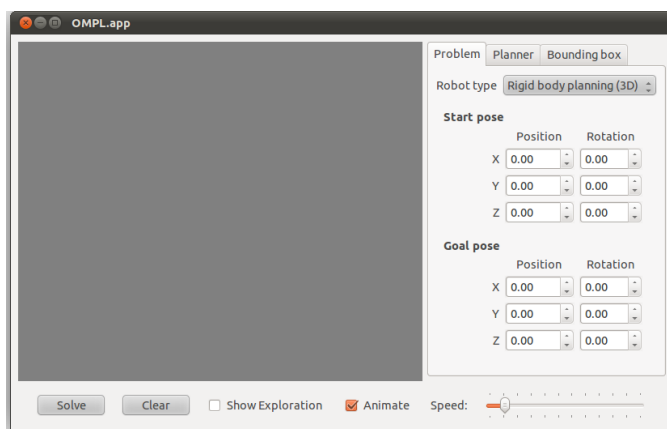 OMPL.app
Problem Planner Bounding box
Robot type Rigid body planning (3D)
Start pose
Position Rotation
X 0.00 0.00
Y 0.00 0.00
Z 0.00 0.00
Goal pose
Position Rotation
X 0.00 0.00
Y 0.00 0.00
Z 0.00 0.00
Solve Clear Show Exploration Animate Speed: